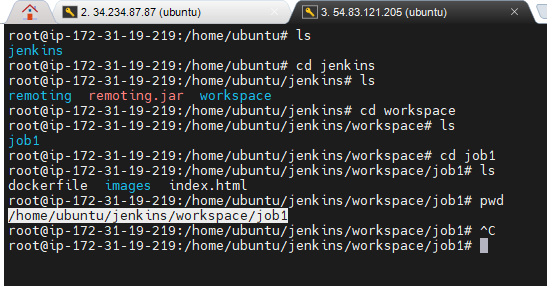 2. 34.234.87.87 (ubuntu)
3. 54.83.121.205 (ubuntu)
root@ip-172-31-19-219:/home/ubuntu# ls
jenkins
root@ip-172-31-19-219:/home/ubuntu# cd jenkins
root@ip-172-31-19-219:/home/ubuntu/jenkins# ls
remoting  remoting.jar  workspace
root@ip-172-31-19-219:/home/ubuntu/jenkins# cd workspace
root@ip-172-31-19-219:/home/ubuntu/jenkins/workspace# ls
job1
root@ip-172-31-19-219:/home/ubuntu/jenkins/workspace# cd job1
root@ip-172-31-19-219:/home/ubuntu/jenkins/workspace/job1# ls
dockerfile  images  index.html
root@ip-172-31-19-219:/home/ubuntu/jenkins/workspace/job1# pwd
/home/ubuntu/jenkins/workspace/job1
root@ip-172-31-19-219:/home/ubuntu/jenkins/workspace/job1# ^C
root@ip-172-31-19-219:/home/ubuntu/jenkins/workspace/job1#